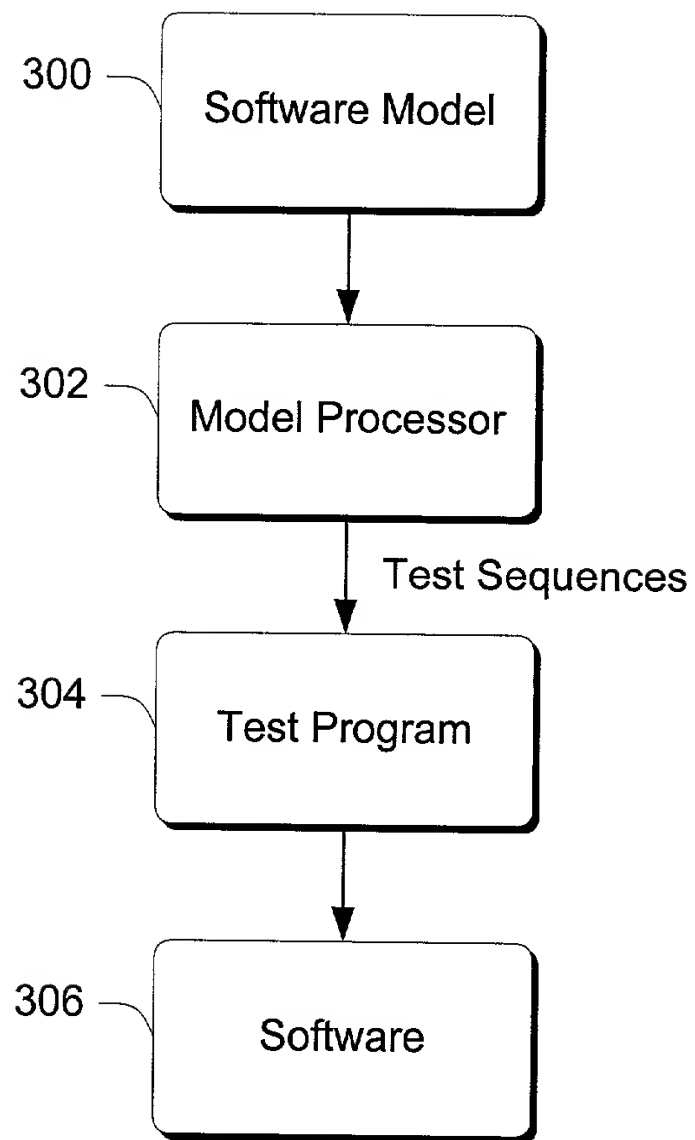 300
Software Model
302
Model Processor
Test Sequences
304
Test Program
306
Software